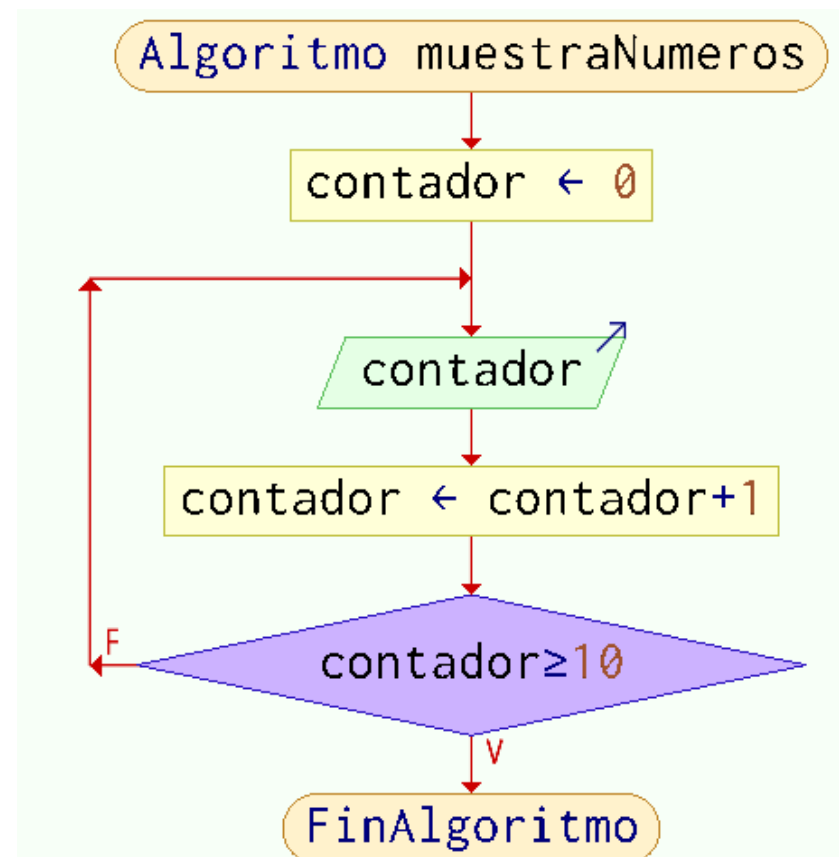 Algoritmo muestraNumeros
contador ← 0
contador
contador ← contador+1
contador≥10
F
V
FinAlgoritmo